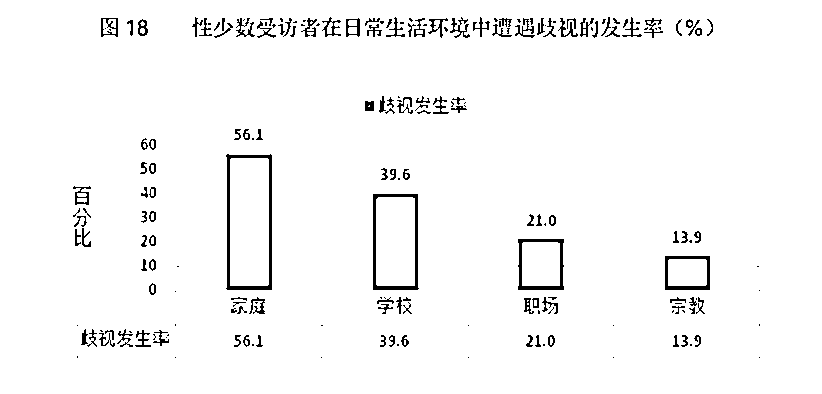 图 18 性少数受访者在日常生活环境中遭遇歧视的发生率（%）
歧视发生率
56.1
39.6
21.0
13.9
60
50
40
30
20
10
0
百分比
家庭 学校 职场 宗教
歧视发生率 56.1 39.6 21.0 13.9